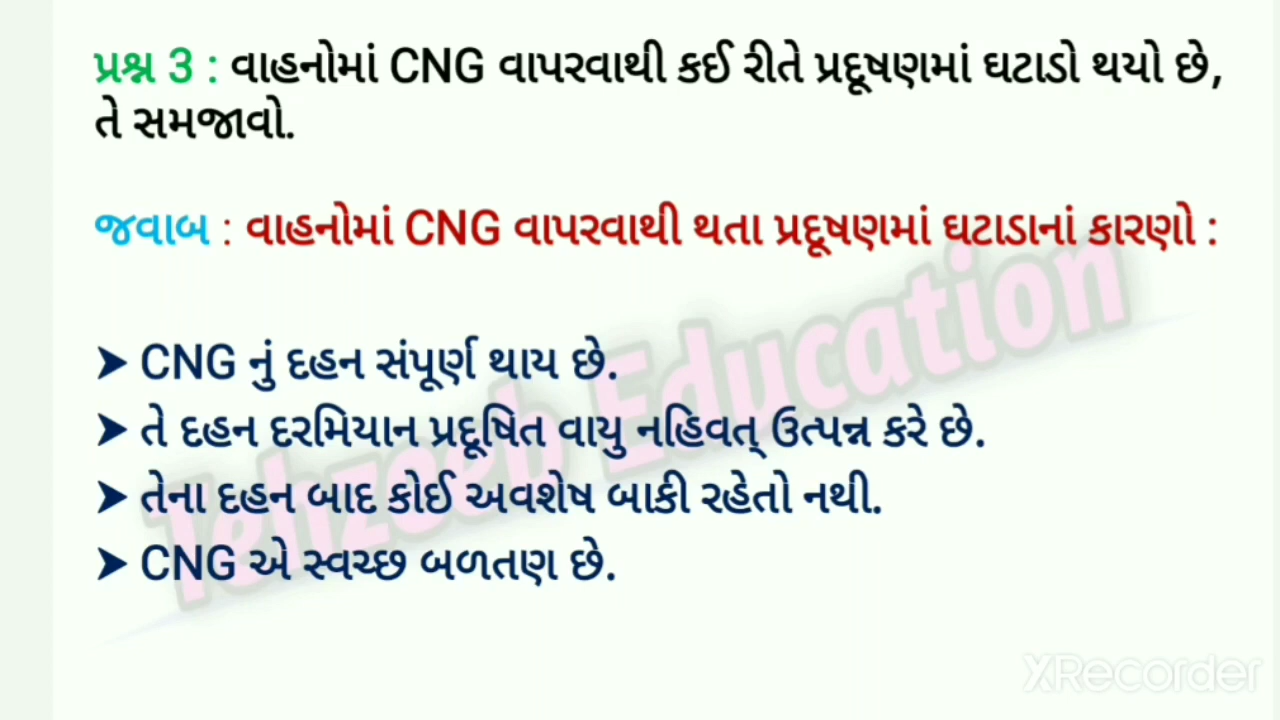 પ્રશ્ન 3 : વાહનોમાં CNG વાપરવાથી કઈ રીતે પ્રદૂષણમાં ઘટાડો થયો છે,
તે સમજાવો.
જવાબ : વાહનોમાં CNG વાપરવાથી થતા પ્રદૂષણમાં ઘટાડાનાં કારણો :
➤ CNG નું દહન સંપૂર્ણ થાય છે.
➤ તે દહન દરમિયાન પ્રદૂષિત વાયુ નહિવત્ ઉત્પન્ન કરે છે.
➤ તેના દહન બાદ કોઈ અવશેષ બાકી રહેતો નથી.
➤ CNG એ સ્વચ્છ બળતણ છે.
Tehzeeb Education
XRecorder